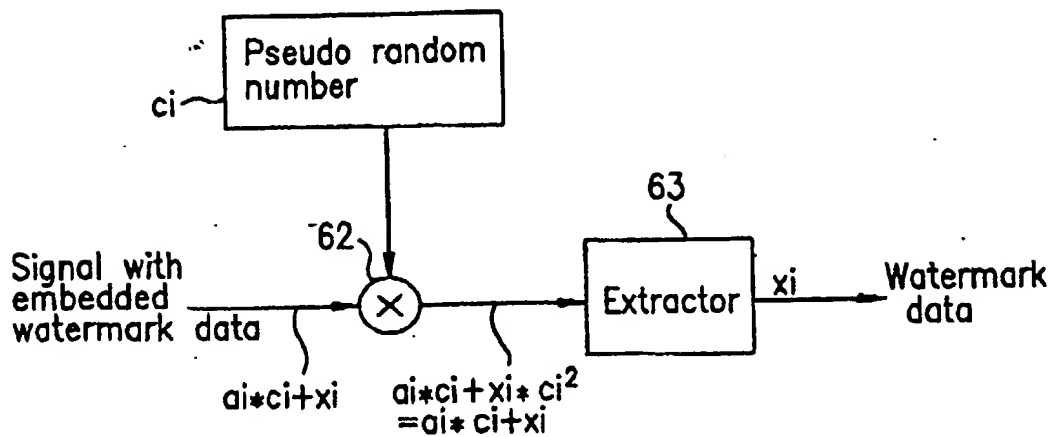 Pseudo random
number
ci
62
63
Signal with
embedded
watermark data
×
Extractor
xi
Watermark
data
ai*ci+xi
ai*ci+xi*ci²
=ai*ci+xi